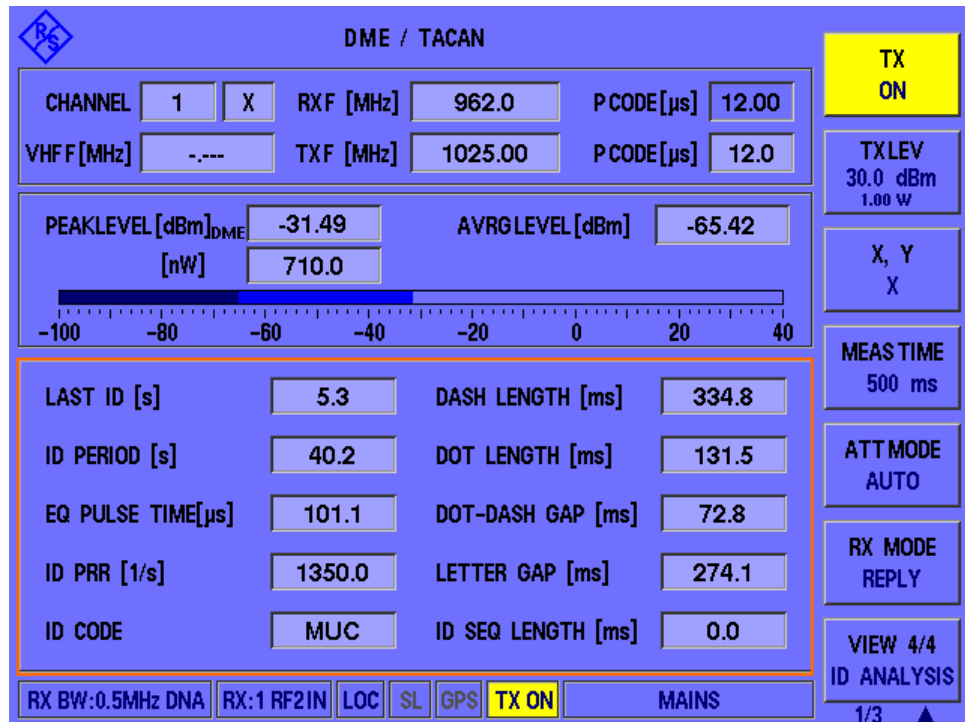 R&S
DME / TACAN
CHANNEL 1 X RXF [MHz] 962.0 P CODE[µs] 12.00
VHF F[MHz] -.--- TXF [MHz] 1025.00 P CODE[µs] 12.0
PEAKLEVEL[dBm]DME -31.49 AVRG LEVEL[dBm] -65.42
[nW] 710.0
-100 -80 -60 -40 -20 0 20 40
LAST ID [s] 5.3 DASH LENGTH [ms] 334.8
ID PERIOD [s] 40.2 DOT LENGTH [ms] 131.5
EQ PULSE TIME[µs] 101.1 DOT-DASH GAP [ms] 72.8
ID PRR [1/s] 1350.0 LETTER GAP [ms] 274.1
ID CODE MUC ID SEQ LENGTH [ms] 0.0
RX BW:0.5MHz DNA RX:1 RF2IN LOC SL GPS TX ON MAINS
TX
ON
TXLEV
30.0 dBm
1.00 W
X, Y
X
MEAS TIME
500 ms
ATT MODE
AUTO
RX MODE
REPLY
VIEW 4/4
ID ANALYSIS
1/3 ▲